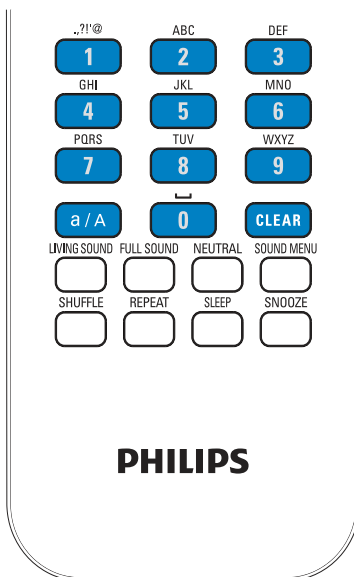 .,?!'@ ABC DEF
1 2 3
GHI JKL MNO
4 5 6
PQRS TUV WXYZ
7 8 9
a/A 0 CLEAR
LIVING SOUND FULL SOUND NEUTRAL SOUND MENU
SHUFFLE REPEAT SLEEP SNOOZE
PHILIPS